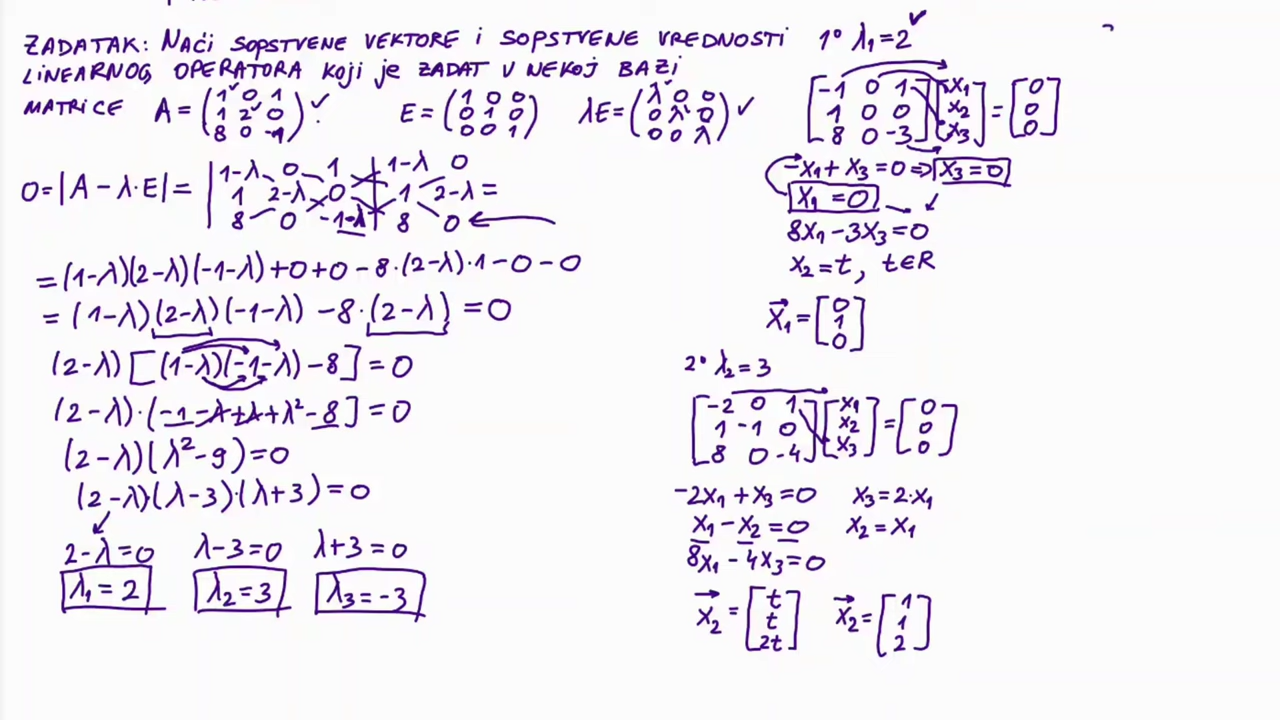 ZADATAK: NAĆI SOPSTVENE VEKTORE I SOPSTVENE VREDNOSTI
LINEARNOG OPERATORA KOJI JE ZADAT U NEKOJ BAZI
MATRICE A = (1 0 1 E = (1 0 0 λE = (λ 0 0
1 2 0 0 1 0 0 λ 0
8 0 -1) ✓ 0 0 1) 0 0 λ) ✓
0 = |A - λ·E| = | 1-λ 0 1 | 1-λ 0
1 2-λ 0 | 1 2-λ =
8 0 -1-λ | 8 0
= (1-λ)(2-λ)(-1-λ) + 0 + 0 - 8·(2-λ)·1 - 0 - 0
= (1-λ)(2-λ)(-1-λ) - 8·(2-λ) = 0
(2-λ)[(1-λ)(-1-λ) - 8] = 0
(2-λ)·(-1-λ+λ+λ² - 8] = 0
(2-λ)(λ² - 9) = 0
(2-λ)·(λ-3)·(λ+3) = 0
2-λ = 0 λ-3 = 0 λ+3 = 0
λ₁ = 2 λ₂ = 3 λ₃ = -3
1° λ₁ = 2 ✓
[-1 0 1] [x₁] [0]
[1 0 0] [x₂] = [0]
[8 0 -3] [x₃] [0]
-x₁ + x₃ = 0 ⇒ x₃ = 0
x₁ = 0
8x₁ - 3x₃ = 0
x₂ = t, t ∈ R
x⃗₁ = [0
1
0]
2° λ₂ = 3
[-2 0 1] [x₁] [0]
[1 -1 0] [x₂] = [0]
[8 0 -4] [x₃] [0]
-2x₁ + x₃ = 0 x₃ = 2·x₁
x₁ - x₂ = 0 x₂ = x₁
8x₁ - 4x₃ = 0
x⃗₂ = [t x⃗₂ = [1
t 1
2t] 2]